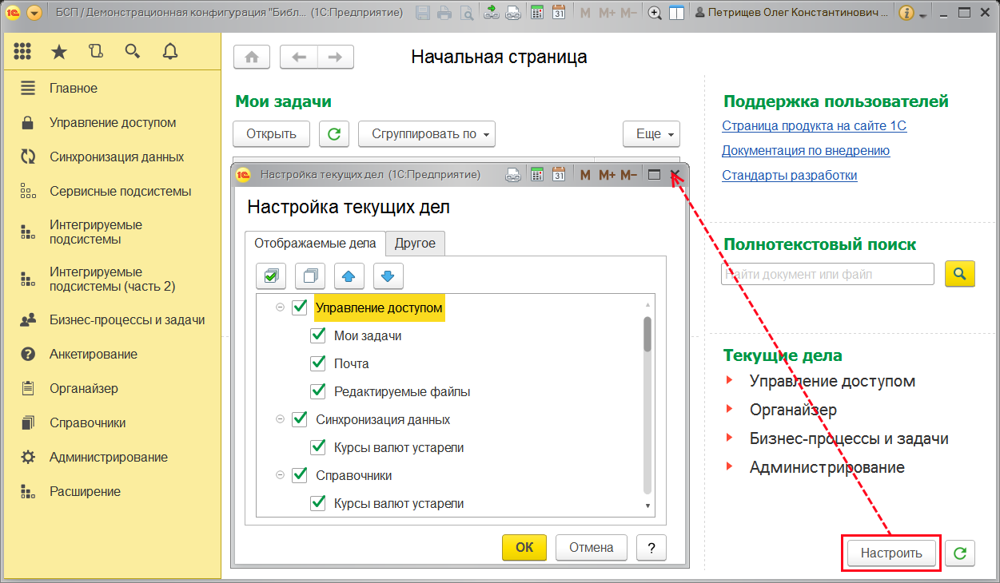 БСП / Демонстрационная конфигурация "Библ... (1С:Предприятие)
M M+ M-
Петрищев Олег Константинович ...
Начальная страница
Главное
Управление доступом
Синхронизация данных
Сервисные подсистемы
Интегрируемые
подсистемы
Интегрируемые
подсистемы (часть 2)
Бизнес-процессы и задачи
Анкетирование
Органайзер
Справочники
Администрирование
Расширение
Мои задачи
Открыть
Сгруппировать по
Еще
Настройка текущих дел (1С:Предприятие)
M M+ M-
Настройка текущих дел
Отображаемые дела
Другое
Управление доступом
Мои задачи
Почта
Редактируемые файлы
Синхронизация данных
Курсы валют устарели
Справочники
Курсы валют устарели
ОК
Отмена
?
Поддержка пользователей
Страница продукта на сайте 1С
Документация по внедрению
Стандарты разработки
Полнотекстовый поиск
Найти документ или файл
Текущие дела
Управление доступом
Органайзер
Бизнес-процессы и задачи
Администрирование
Настроить